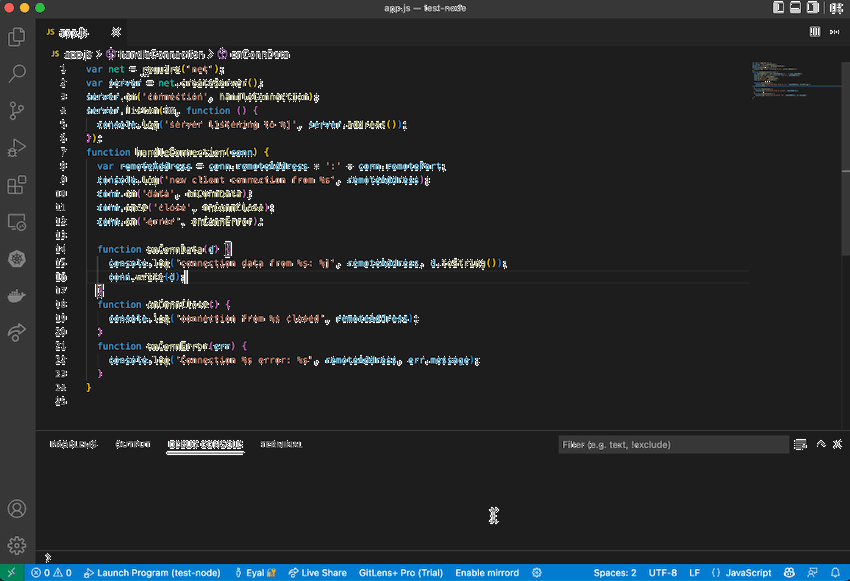 app.js — test-node
JS app.js
JS app.js > handleConnection > onConnData
1 var net = require("net");
2 var server = net.createServer();
3 server.on('connection', handleConnection);
4 server.listen( function () {
5 console.log('server listening to %j', server.address());
6 });
7 function handleConnection(conn) {
8 var remoteAddress = conn.remoteAddress + ':' + conn.remotePort;
9 console.log('new client connection from %s', remoteAddress);
10 conn.on('data', onConnData);
11 conn.once('close', onConnClose);
12 conn.on('error', onConnError);
13
14 function onConnData(d) {
15 console.log("connection data from %s: %j", remoteAddress, d.toString());
16 conn.write(d);
17 }
18 function onConnClose() {
19 console.log("connection from %s closed", remoteAddress);
20 }
21 function onConnError(err) {
22 console.log("Connection %s error: %s", remoteAddress, err.message);
23 }
24 }
25
PROBLEMS OUTPUT DEBUG CONSOLE TERMINAL Filter (e.g. text, !exclude)
0 0 Launch Program (test-node) Eyal Live Share GitLens+ Pro (Trial) Enable mirrord Spaces: 2 UTF-8 LF {} JavaScript